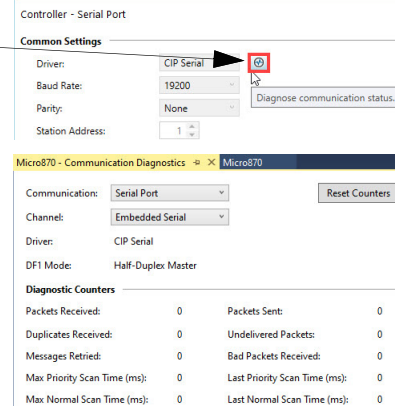 Controller - Serial Port
Common Settings
Driver: CIP Serial
Baud Rate: 19200
Parity: None
Station Address: 1
Diagnose communication status.
Micro870 - Communication Diagnostics Micro870
Communication: Serial Port Reset Counters
Channel: Embedded Serial
Driver: CIP Serial
DF1 Mode: Half-Duplex Master
Diagnostic Counters
Packets Received: 0 Packets Sent: 0
Duplicates Received: 0 Undelivered Packets: 0
Messages Retried: 0 Bad Packets Received: 0
Max Priority Scan Time (ms): 0 Last Priority Scan Time (ms): 0
Max Normal Scan Time (ms): 0 Last Normal Scan Time (ms): 0